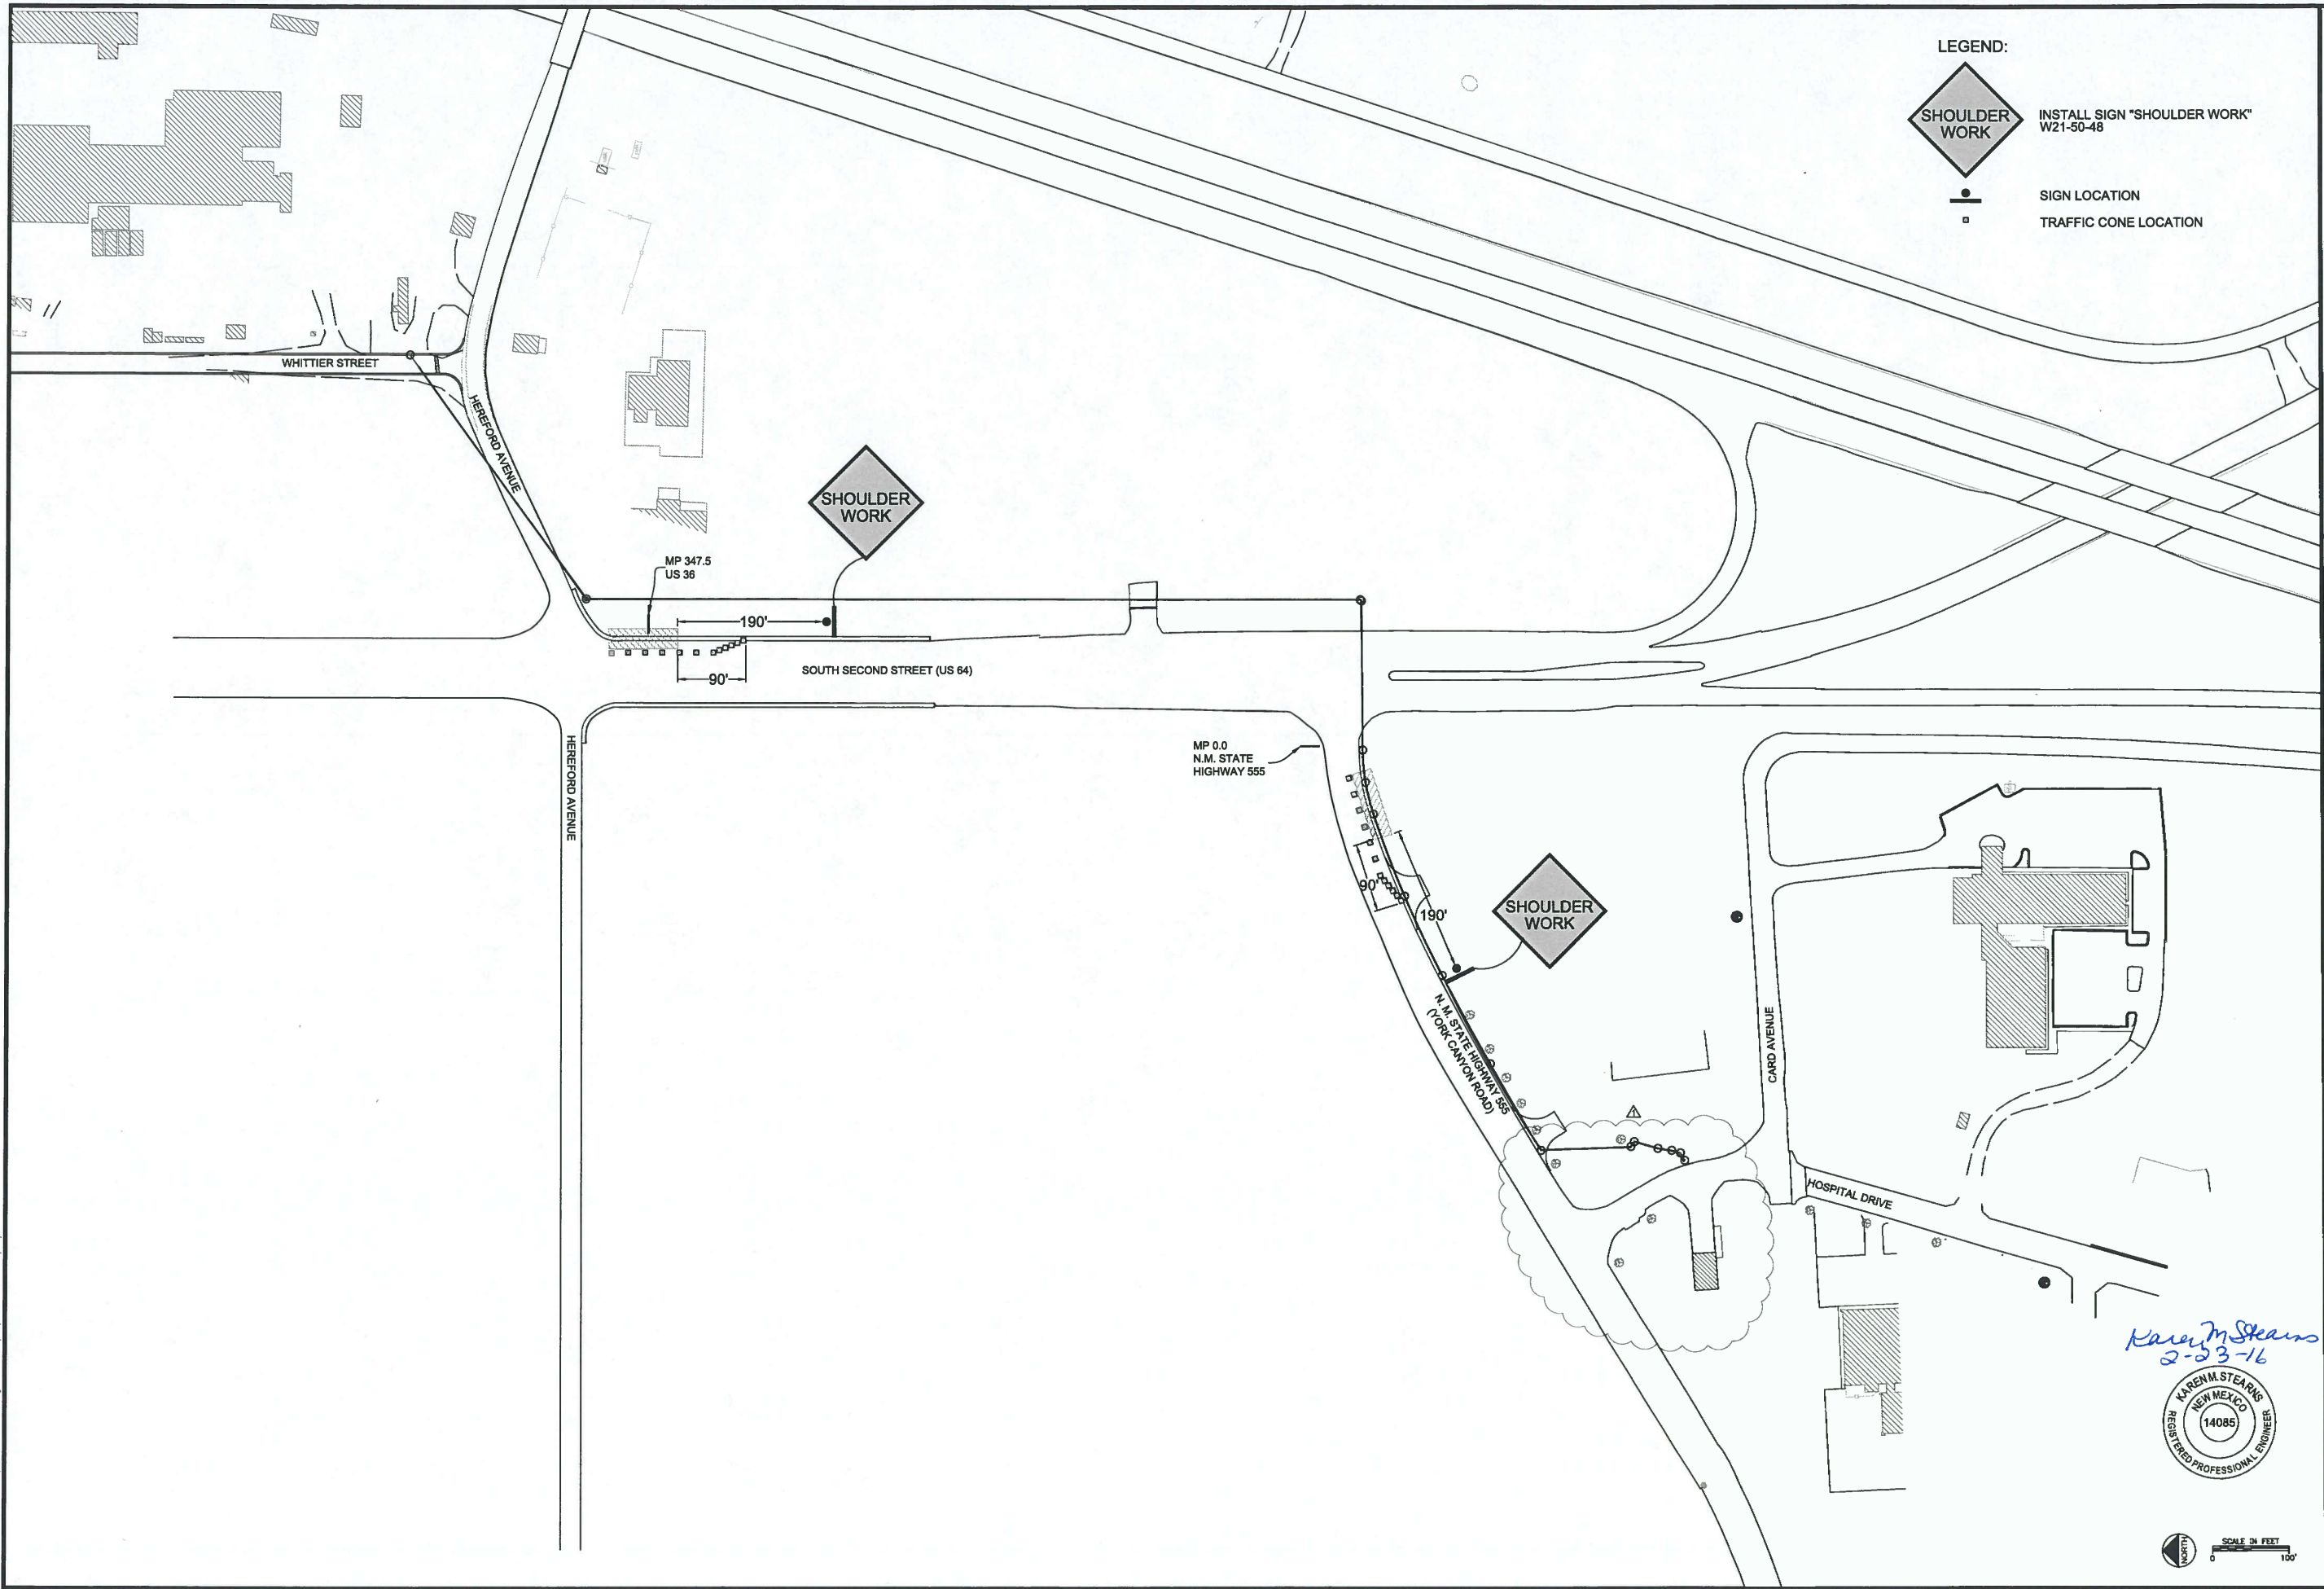 LEGEND:
SHOULDER
WORK
INSTALL SIGN "SHOULDER WORK"
W21-50-48
SIGN LOCATION
TRAFFIC CONE LOCATION
WHITTIER STREET
HEREFORD AVENUE
SHOULDER
WORK
MP 347.5
US 36
190'
90'
SOUTH SECOND STREET (US 64)
HEREFORD AVENUE
MP 0.0
N.M. STATE
HIGHWAY 555
90'
190'
SHOULDER
WORK
N. M. STATE HIGHWAY 555
(YORK CANYON ROAD)
CARD AVENUE
1
HOSPITAL DRIVE
Karen M Stearns
2-23-16
KAREN M. STEARNS
NEW MEXICO
14085
REGISTERED PROFESSIONAL ENGINEER
NORTH
SCALE IN FEET
0 100'